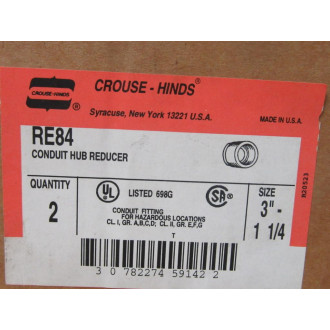 CROUSE-HINDS
®
CROUSE - HINDS®
Syracuse, New York 13221 U.S.A.
MADE IN U.S.A.
RE84
CONDUIT HUB REDUCER
QUANTITY
2
UL
®
LISTED 698G
SA®
CONDUIT FITTING
FOR HAZARDOUS LOCATIONS
CL. I, GR. A,B,C,D; CL. II, GR. E,F,G
T
SIZE
3" -
1 1/4
820523
3 0 782274 59142 2